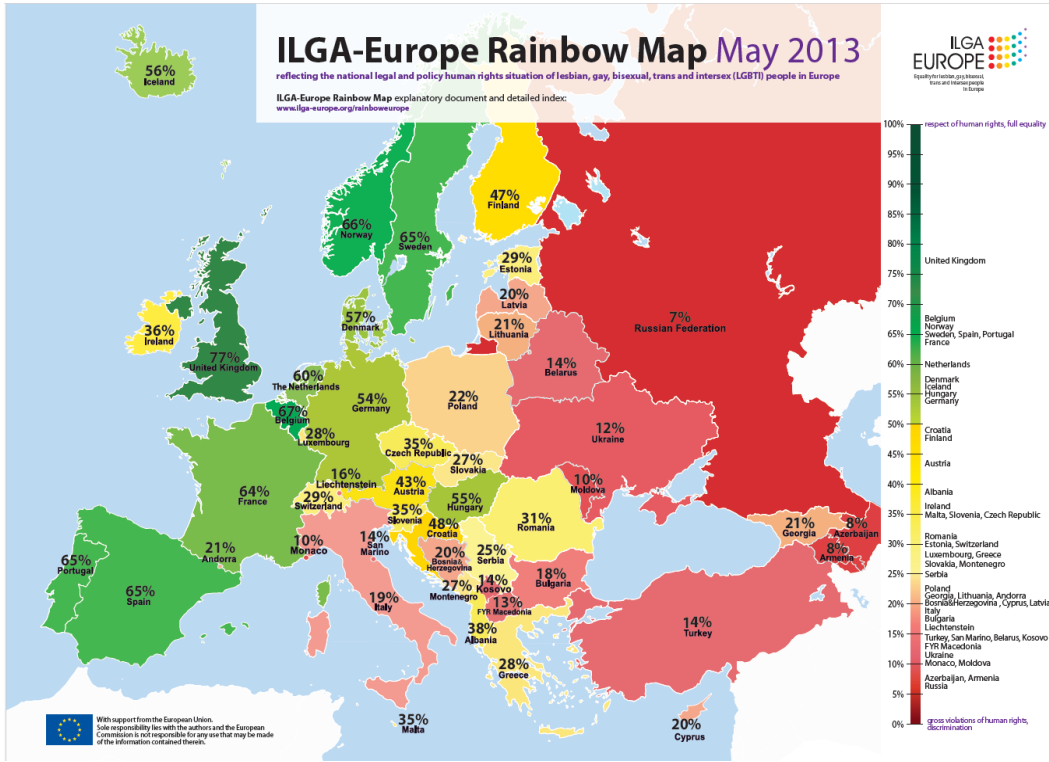 ILGA-Europe Rainbow Map May 2013
reflecting the national legal and policy human rights situation of lesbian, gay, bisexual, trans and intersex (LGBTI) people in Europe
ILGA-Europe Rainbow Map explanatory document and detailed index:
www.ilga-europe.org/rainboweurope
ILGA
EUROPE
Equality for lesbian, gay, bisexual,
trans and intersex people
in Europe
56%
Iceland
66%
Norway
65%
Sweden
47%
Finland
29%
Estonia
20%
Latvia
21%
Lithuania
7%
Russian Federation
36%
Ireland
77%
United Kingdom
57%
Denmark
60%
The Netherlands
67%
Belgium
28%
Luxembourg
54%
Germany
22%
Poland
14%
Belarus
12%
Ukraine
35%
Czech Republic
27%
Slovakia
16%
Liechtenstein
29%
Switzerland
43%
Austria
55%
Hungary
10%
Moldova
64%
France
35%
Slovenia
48%
Croatia
31%
Romania
10%
Monaco
14%
San
Marino
20%
Bosnia&
Herzegovina
25%
Serbia
21%
Andorra
65%
Portugal
65%
Spain
19%
Italy
27%
Montenegro
14%
Kosovo
18%
Bulgaria
13%
FYR Macedonia
38%
Albania
28%
Greece
14%
Turkey
21%
Georgia
8%
Azerbaijan
8%
Armenia
35%
Malta
20%
Cyprus
100%
respect of human rights, full equality
95%
90%
85%
80%
United Kingdom
75%
70%
Belgium
Norway
65%
Sweden, Spain, Portugal
France
60%
Netherlands
Denmark
Iceland
55%
Hungary
Germany
50%
Croatia
Finland
45%
Austria
40%
Albania
35%
Ireland
Malta, Slovenia, Czech Republic
30%
Romania
Estonia, Switzerland
Luxembourg, Greece
Slovakia, Montenegro
25%
Serbia
Poland
Georgia, Lithuania, Andorra
20%
Bosnia&Herzegovina, Cyprus, Latvia
Italy
Bulgaria
Liechtenstein
15%
Turkey, San Marino, Belarus, Kosovo
FYR Macedonia
Ukraine
10%
Monaco, Moldova
Azerbaijan, Armenia
Russia
5%
0%
gross violations of human rights,
discrimination
With support from the European Union.
Sole responsibility lies with the authors and the European
Commission is not responsible for any use that may be made
of the information contained therein.